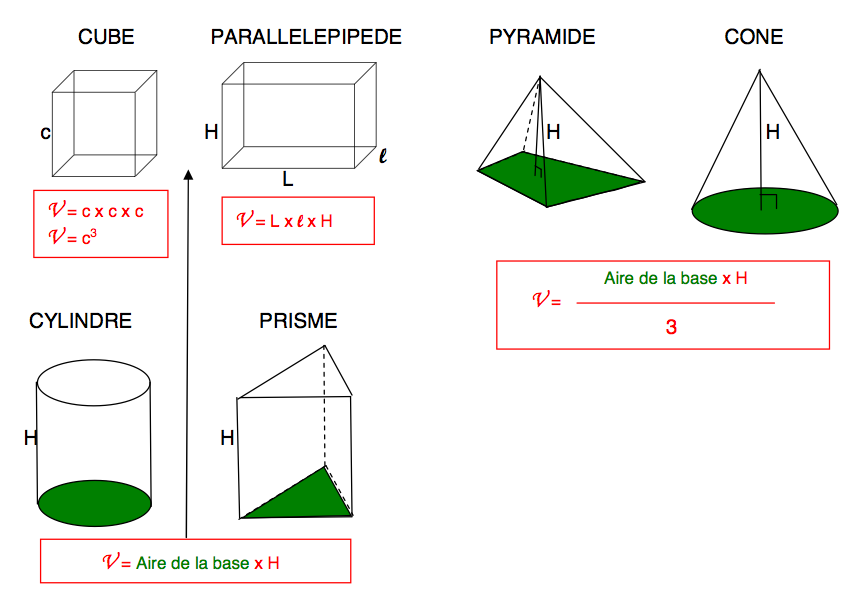 CUBE
PARALLELEPIPEDE
PYRAMIDE
CONE
c
H
L
ℓ
H
H
𝒱 = c x c x c
𝒱 = c³
𝒱 = L x ℓ x H
𝒱 = Aire de la base x H
3
CYLINDRE
PRISME
H
H
𝒱 = Aire de la base x H